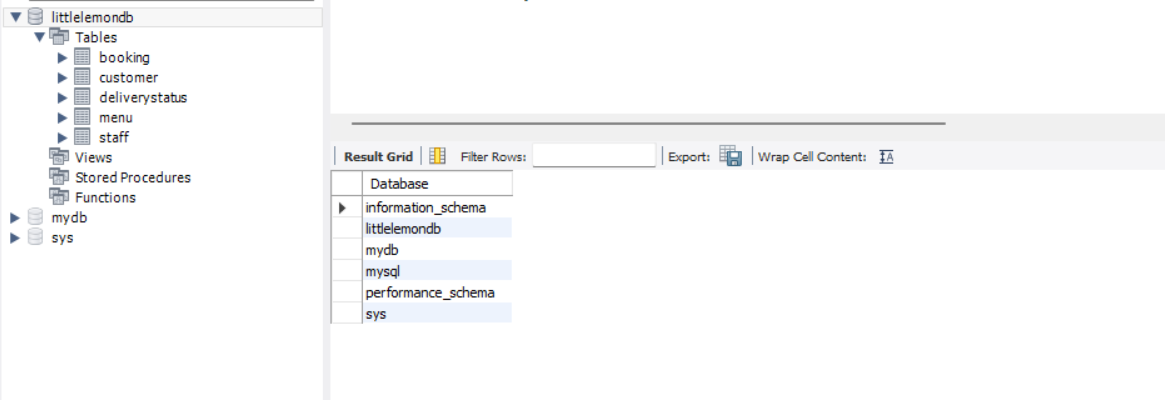 littlelemondb
Tables
booking
customer
deliverystatus
menu
staff
Views
Stored Procedures
Functions
mydb
sys
Result Grid Filter Rows: Export: Wrap Cell Content:
Database
information_schema
littlelemondb
mydb
mysql
performance_schema
sys